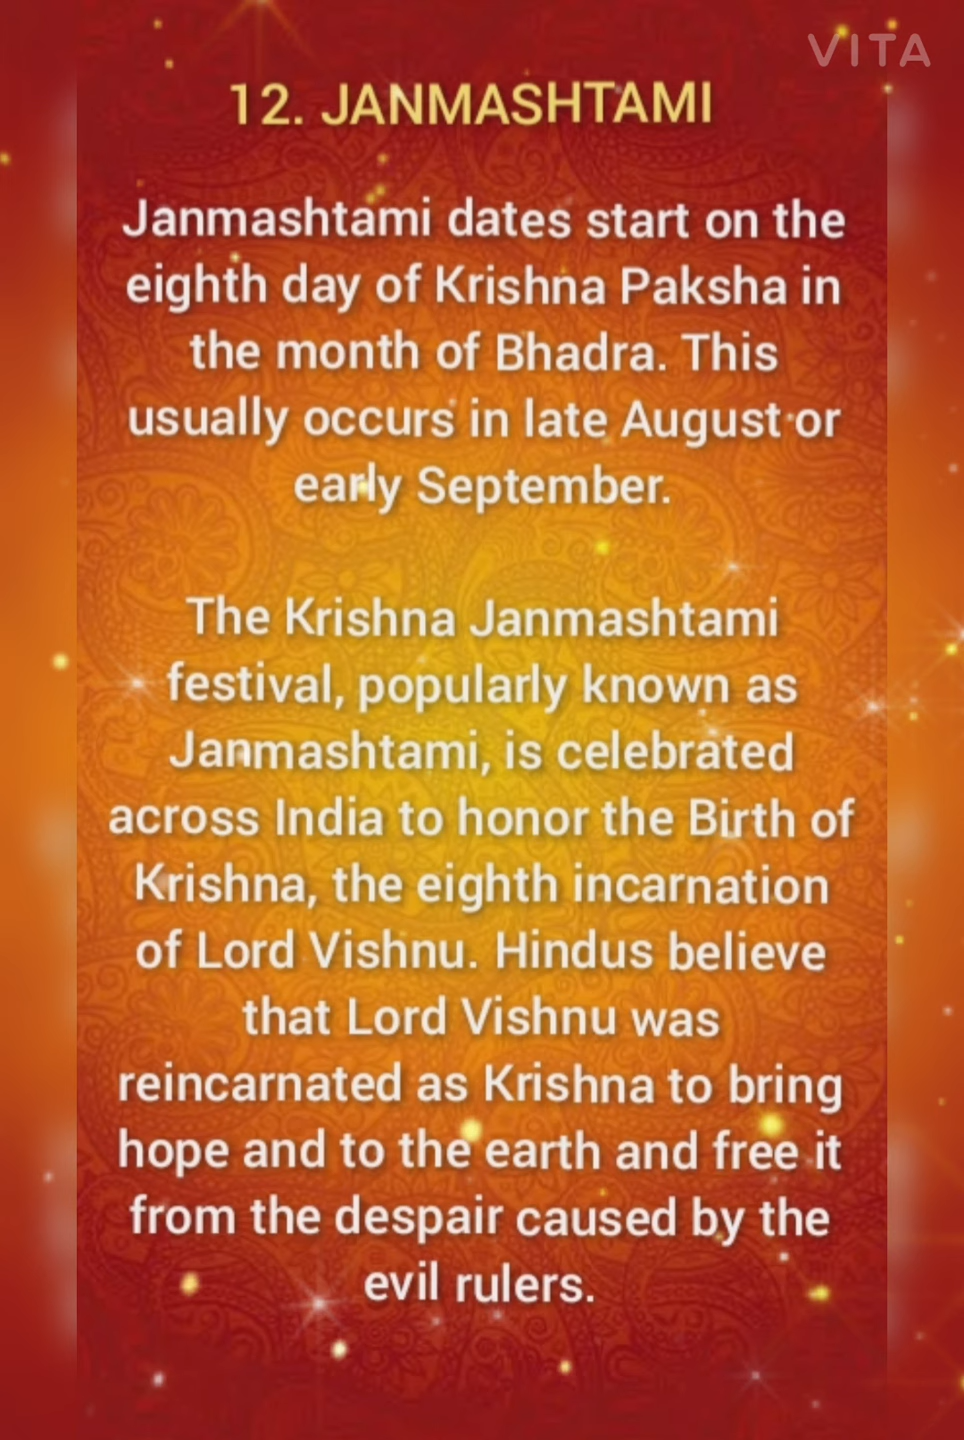 VITA
12. JANMASHTAMI
Janmashtami dates start on the
eighth day of Krishna Paksha in
the month of Bhadra. This
usually occurs in late August or
early September.
The Krishna Janmashtami
festival, popularly known as
Janmashtami, is celebrated
across India to honor the Birth of
Krishna, the eighth incarnation
of Lord Vishnu. Hindus believe
that Lord Vishnu was
reincarnated as Krishna to bring
hope and to the earth and free it
from the despair caused by the
evil rulers.